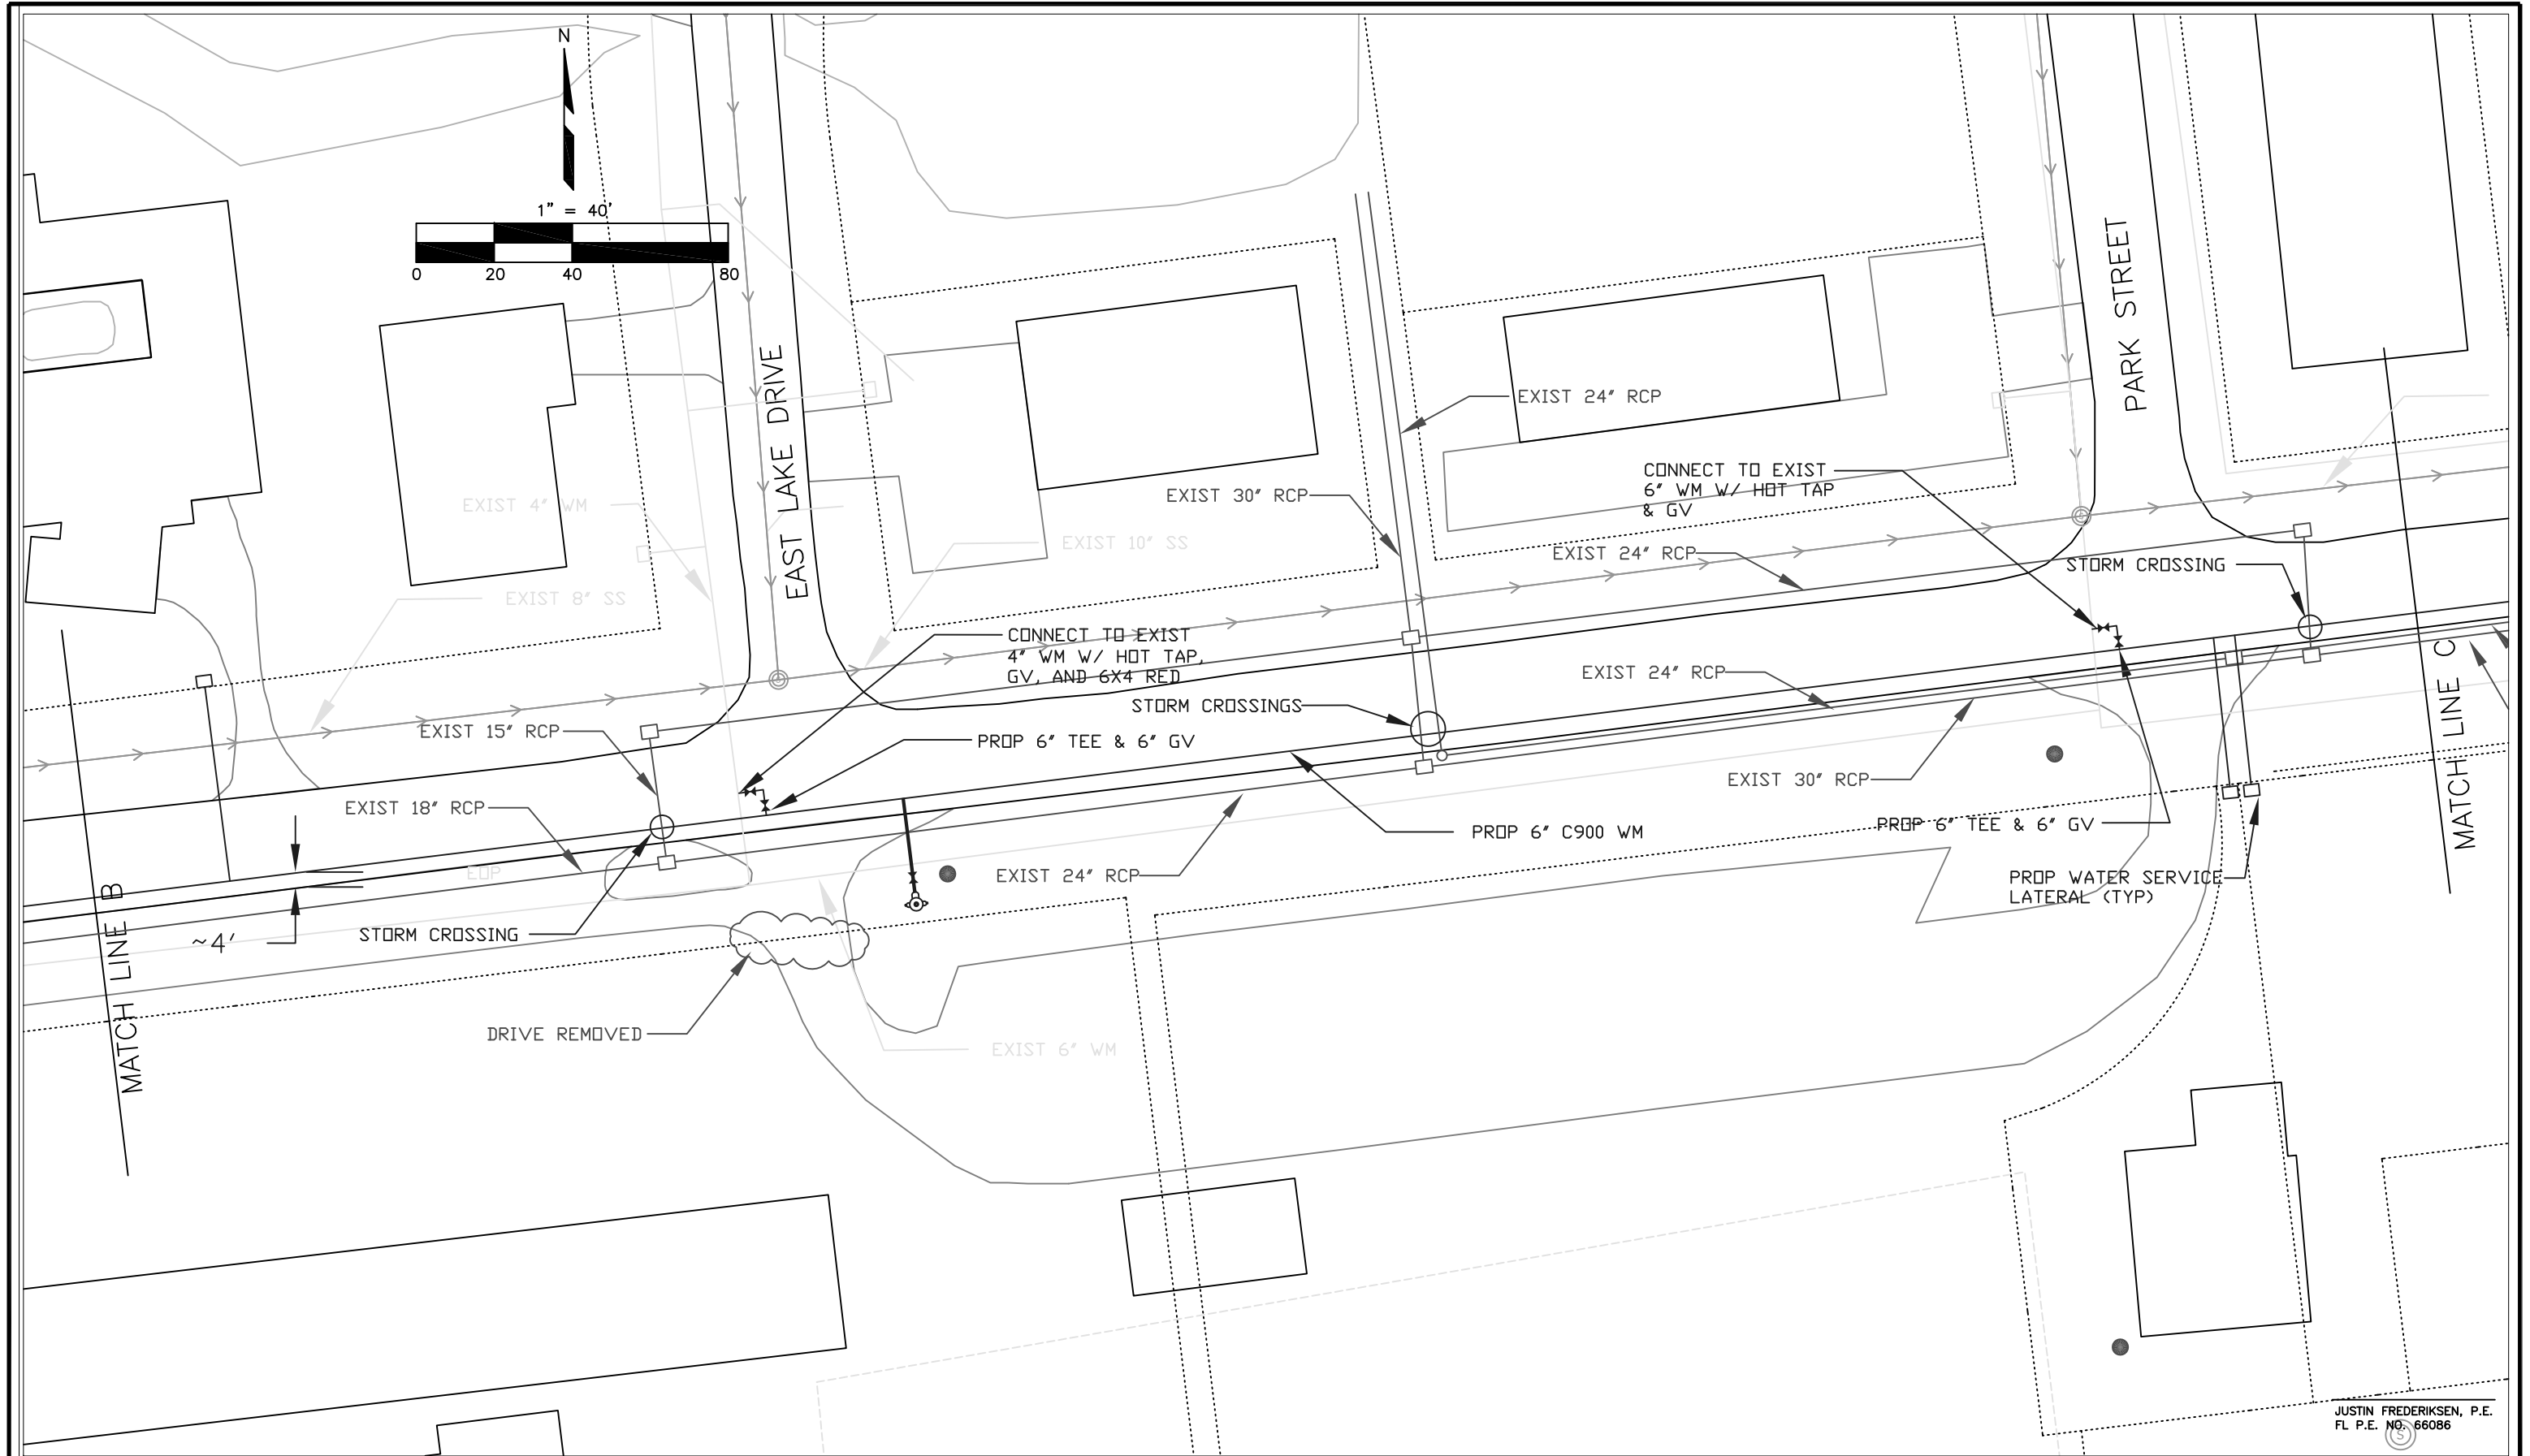 N
1" = 40'
0 20 40 80
EAST LAKE DRIVE
PARK STREET
EXIST 24" RCP
CONNECT TO EXIST
6" WM W/ HOT TAP
& GV
EXIST 30" RCP
EXIST 4" WM
EXIST 10" SS
EXIST 24" RCP
STORM CROSSING
EXIST 8" SS
CONNECT TO EXIST
4" WM W/ HOT TAP,
GV, AND 6X4 RED
EXIST 24" RCP
STORM CROSSINGS
EXIST 15" RCP
PROP 6" TEE & 6" GV
EXIST 30" RCP
EXIST 18" RCP
PROP 6" C900 WM
PROP 6" TEE & 6" GV
EOP
EXIST 24" RCP
PROP WATER SERVICE
LATERAL (TYP)
MATCH LINE B
~4'
STORM CROSSING
MATCH LINE C
DRIVE REMOVED
EXIST 6" WM
JUSTIN FREDERIKSEN, P.E.
FL P.E. NO. 66086
S